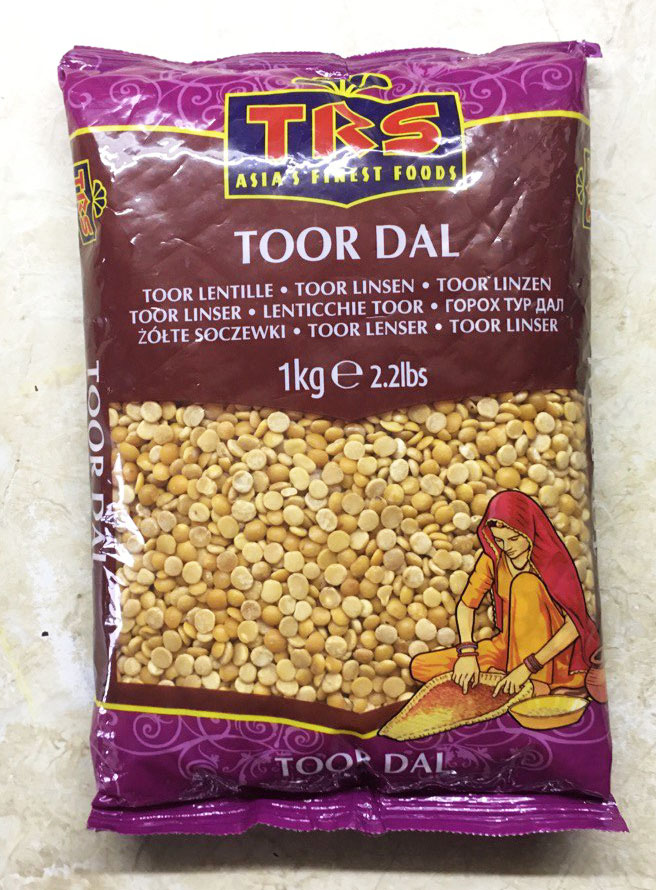 TRS
ASIA'S FINEST FOODS
TRS
TOOR DAL
TOOR LENTILLE • TOOR LINSEN • TOOR LINZEN
TOOR LINSER • LENTICCHIE TOOR • ГОРОХ ТУР ДАЛ
ŻÓŁTE SOCZEWKI • TOOR LENSER • TOOR LINSER
1kg ℮ 2.2lbs
TOOR DAL
TOOR DAL